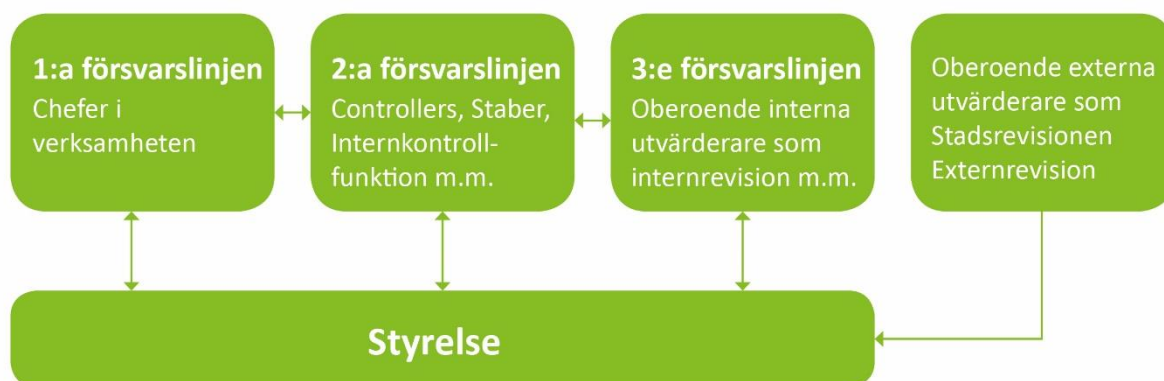 1:a försvarslinjen
Chefer i
verksamheten
2:a försvarslinjen
Controllers, Staber,
Internkontroll-
funktion m.m.
3:e försvarslinjen
Oberoende interna
utvärderare som
internrevision m.m.
Oberoende externa
utvärderare som
Stadsrevisionen
Externrevision
Styrelse